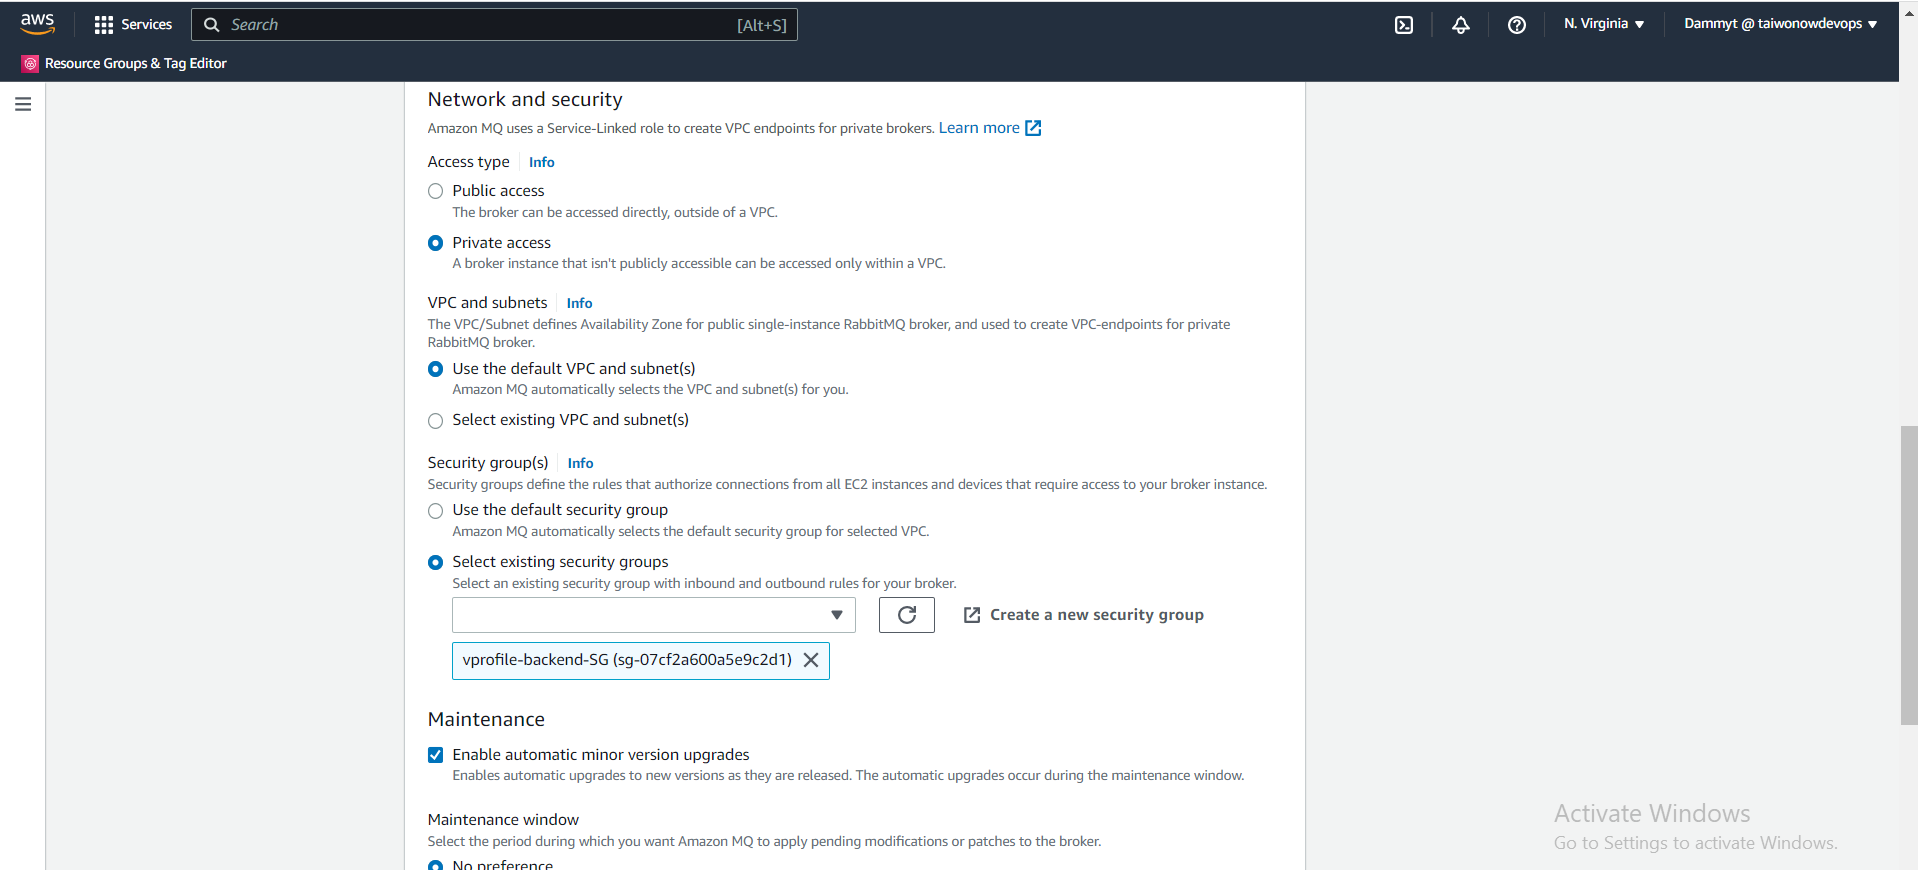 aws
Services
Search
[Alt+S]
N. Virginia
Dammyt @ taiwonowdevops
Resource Groups & Tag Editor
Network and security
Amazon MQ uses a Service-Linked role to create VPC endpoints for private brokers. Learn more
Access type Info
Public access
The broker can be accessed directly, outside of a VPC.
Private access
A broker instance that isn't publicly accessible can be accessed only within a VPC.
VPC and subnets Info
The VPC/Subnet defines Availability Zone for public single-instance RabbitMQ broker, and used to create VPC-endpoints for private
RabbitMQ broker.
Use the default VPC and subnet(s)
Amazon MQ automatically selects the VPC and subnet(s) for you.
Select existing VPC and subnet(s)
Security group(s) Info
Security groups define the rules that authorize connections from all EC2 instances and devices that require access to your broker instance.
Use the default security group
Amazon MQ automatically selects the default security group for selected VPC.
Select existing security groups
Select an existing security group with inbound and outbound rules for your broker.
Create a new security group
vprofile-backend-SG (sg-07cf2a600a5e9c2d1)
Maintenance
Enable automatic minor version upgrades
Enables automatic upgrades to new versions as they are released. The automatic upgrades occur during the maintenance window.
Maintenance window
Select the period during which you want Amazon MQ to apply pending modifications or patches to the broker.
No preference
Activate Windows
Go to Settings to activate Windows.